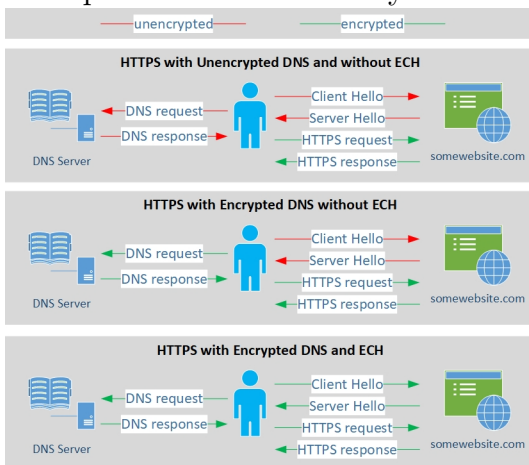 unencrypted encrypted
HTTPS with Unencrypted DNS and without ECH
DNS request
DNS response
DNS Server
Client Hello
Server Hello
HTTPS request
HTTPS response
somewebsite.com
HTTPS with Encrypted DNS without ECH
DNS request
DNS response
DNS Server
Client Hello
Server Hello
HTTPS request
HTTPS response
somewebsite.com
HTTPS with Encrypted DNS and ECH
DNS request
DNS response
DNS Server
Client Hello
Server Hello
HTTPS request
HTTPS response
somewebsite.com